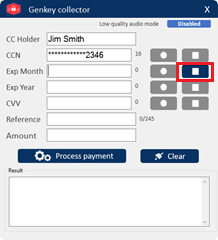 Genkey collector X
Low quality audio mode Disabled
CC Holder Jim Smith
CCN ************2346 16
Exp Month 0
Exp Year 0
CVV 0
Reference 0/245
Amount
Process payment Clear
Result